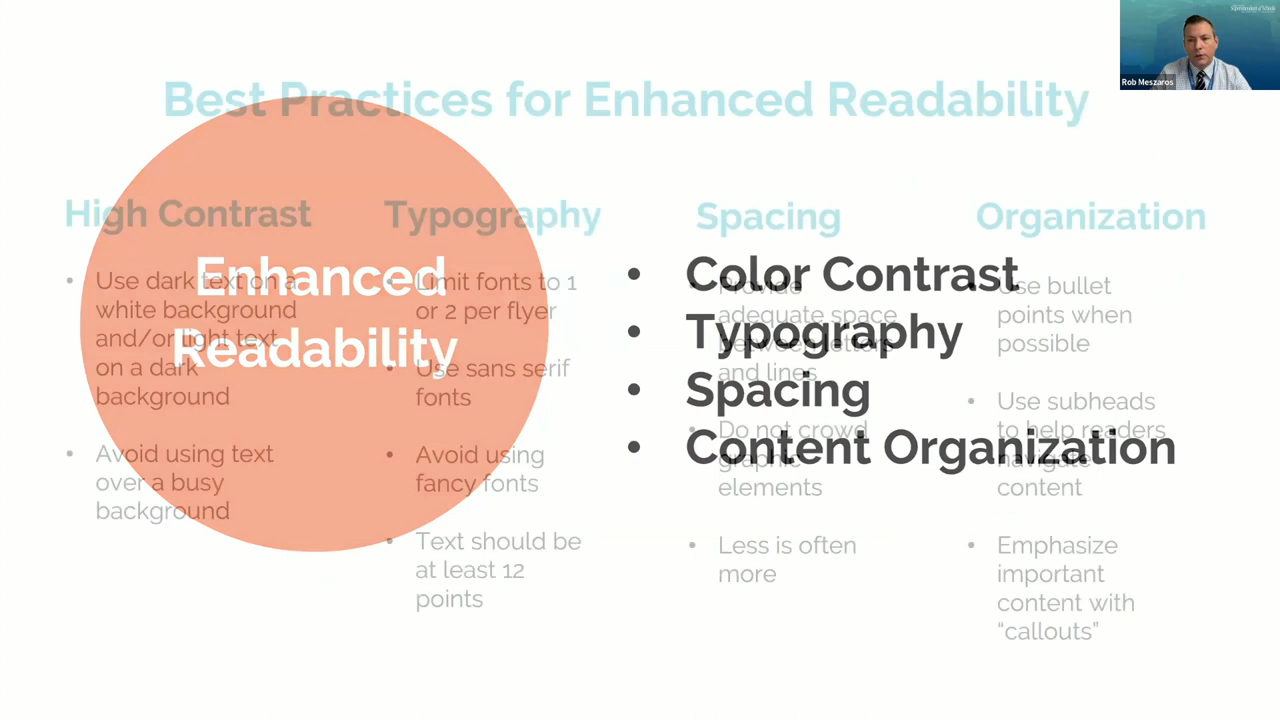 Best Practices for Enhanced Readability
Rob Meszaros
High Contrast
• Use dark text on a
white background
and/or light text
on a dark
background
• Avoid using text
over a busy
background
Typography
• Limit fonts to 1
or 2 per flyer
• Use sans serif
fonts
• Avoid using
fancy fonts
• Text should be
at least 12
points
Spacing
• Provide
adequate space
between letters
and lines
• Do not crowd
graphic
elements
• Less is often
more
Organization
• Use bullet
points when
possible
• Use subheads
to help readers
navigate
content
• Emphasize
important
content with
“callouts”
Enhanced
Readability
• Color Contrast
• Typography
• Spacing
• Content Organization